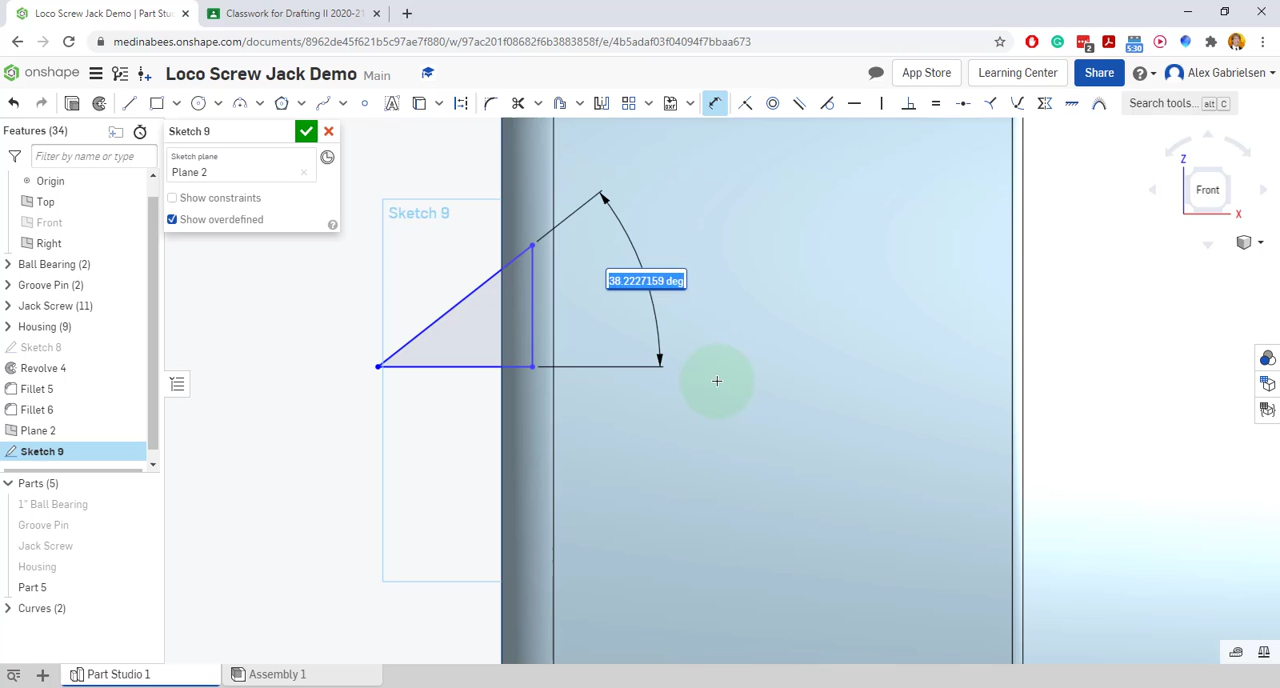 Loco Screw Jack Demo | Part Stud
Classwork for Drafting II 2020-21
medinabees.onshape.com/documents/8962de45f621b5c97ae7f880/w/97ac201f08682f6b3883858f/e/4b5adaf03f04094f7bbaa673
2
5:30
onshape
Loco Screw Jack Demo Main
App Store
Learning Center
Share
Alex Gabrielsen
Search tools...
alt C
Features (34)
Filter by name or type
Origin
Top
Front
Right
Ball Bearing (2)
Groove Pin (2)
Jack Screw (11)
Housing (9)
Sketch 8
Revolve 4
Fillet 5
Fillet 6
Plane 2
Sketch 9
Parts (5)
1" Ball Bearing
Groove Pin
Jack Screw
Housing
Part 5
Curves (2)
Sketch 9
Sketch plane
Plane 2
Show constraints
Show overdefined
Sketch 9
38.2227159 deg
Z
Front
X
Part Studio 1
Assembly 1